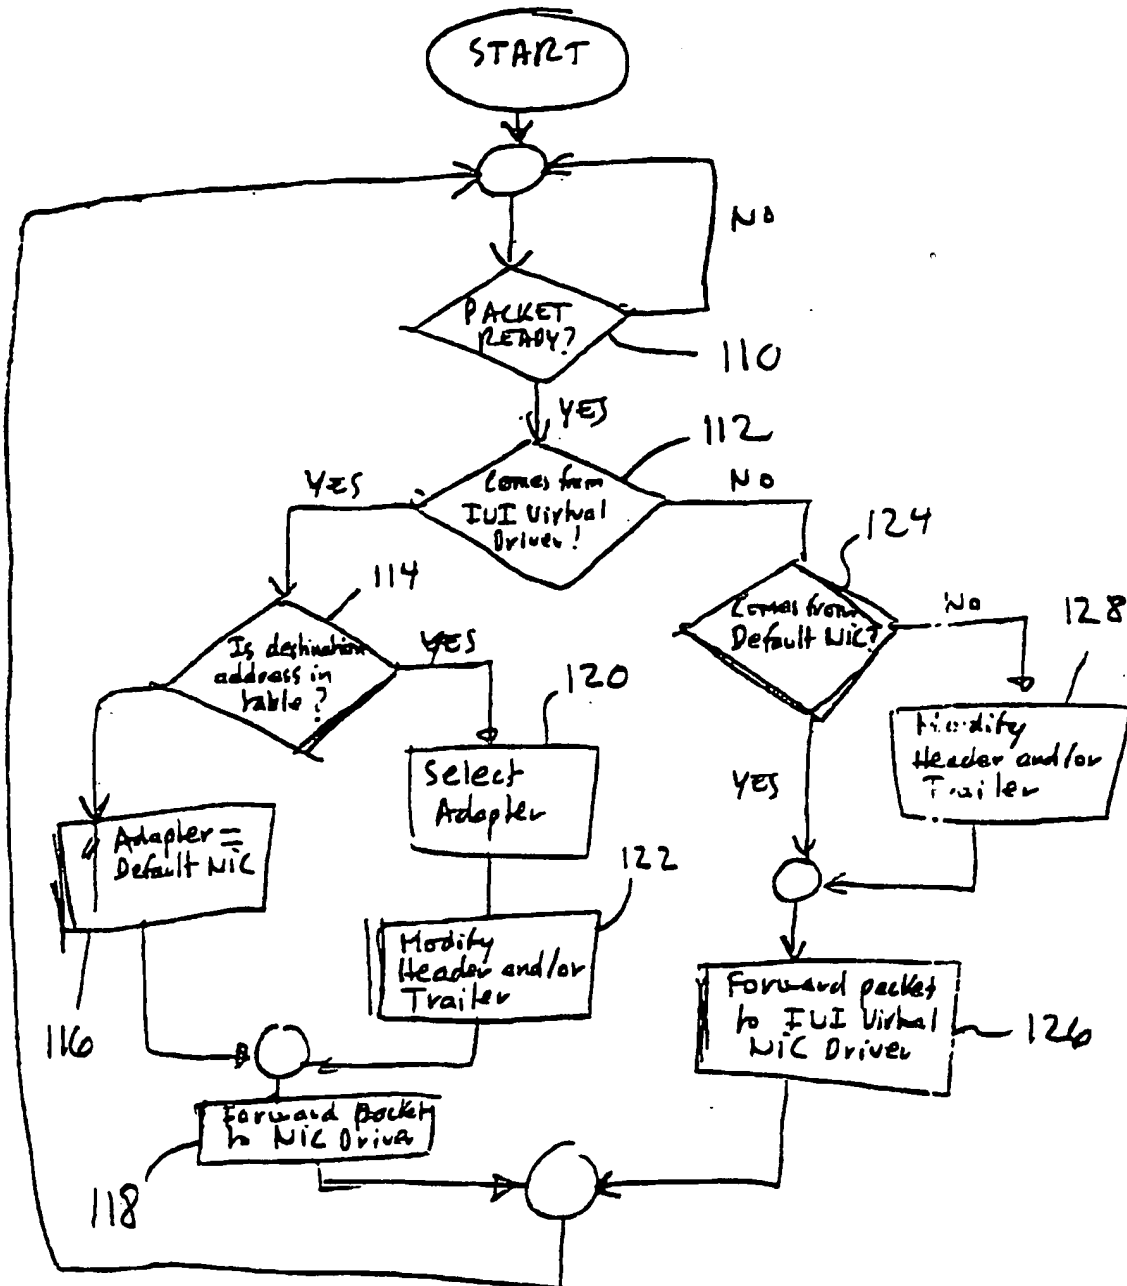 START
NO
PACKET
READY?
110
YES
112
Comes from
IUI Virtual
Driver?
YES
NO
124
114
Comes from
Default NIC?
NO
128
Is destination
address in
table?
YES
120
Modify
Header and/or
Trailer
Select
Adapter
YES
Adapter =
Default NIC
122
Modify
Header and/or
Trailer
Forward packet
to IUI Virtual
NIC Driver
126
116
Forward Packet
to NIC Driver
118